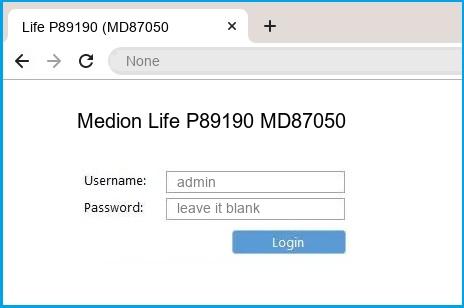 Life P89190 (MD87050
None
Medion Life P89190 MD87050
Username: admin
Password: leave it blank
Login